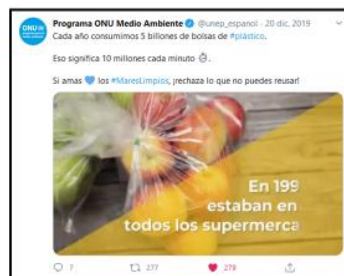 Programa ONU Medio Ambiente @unep_espanol · 20 dic. 2019
Cada año consumimos 5 billones de bolsas de #plástico.
Eso significa 10 millones cada minuto ⏱.
Si amas 💙 los #MaresLimpios, ¡rechaza lo que no puedes reusar!
En 199
estaban en
todos los supermerca
7 277 279